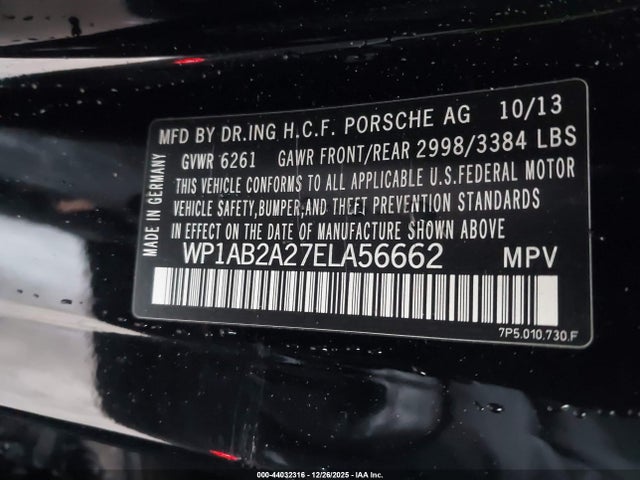 MFD BY DR.ING H.C.F. PORSCHE AG 10/13
GVWR 6261 GAWR FRONT/REAR 2998/3384 LBS
THIS VEHICLE CONFORMS TO ALL APPLICABLE U.S.FEDERAL MOTOR
VEHICLE SAFETY,BUMPER,AND THEFT PREVENTION STANDARDS
IN EFFECT ON THE DATE OF MANUFACTURE SHOWN ABOVE.
MADE IN GERMANY
WP1AB2A27ELA56662 MPV
7P5.010.730.F
000-44032316 - 12/26/2025 - IAA Inc.